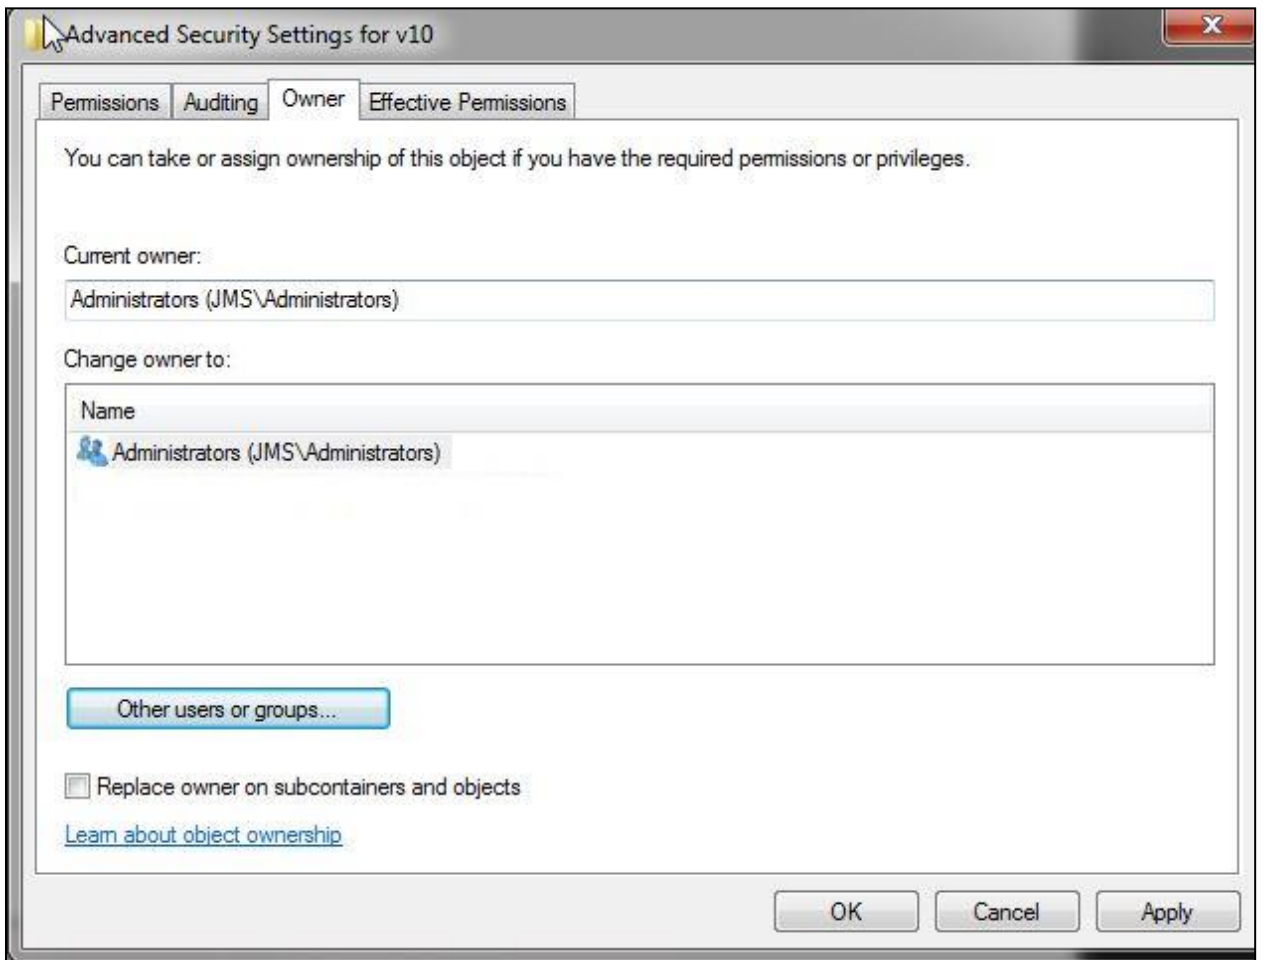 Advanced Security Settings for v10
Permissions Auditing Owner Effective Permissions
You can take or assign ownership of this object if you have the required permissions or privileges.
Current owner:
Administrators (JMS\Administrators)
Change owner to:
Name
Administrators (JMS\Administrators)
Other users or groups...
Replace owner on subcontainers and objects
Learn about object ownership
OK Cancel Apply